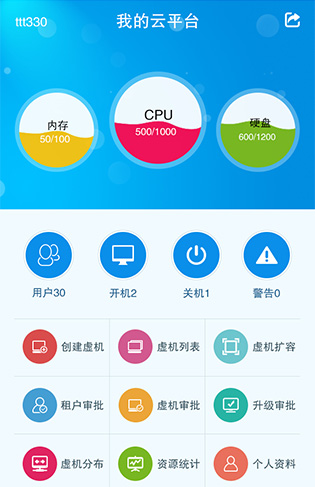 ttt330 我的云平台
内存
50/100
CPU
500/1000
硬盘
600/1200
用户30 开机2 关机1 警告0
创建虚机 虚机列表 虚机扩容
租户审批 虚机审批 升级审批
虚机分布 资源统计 个人资料